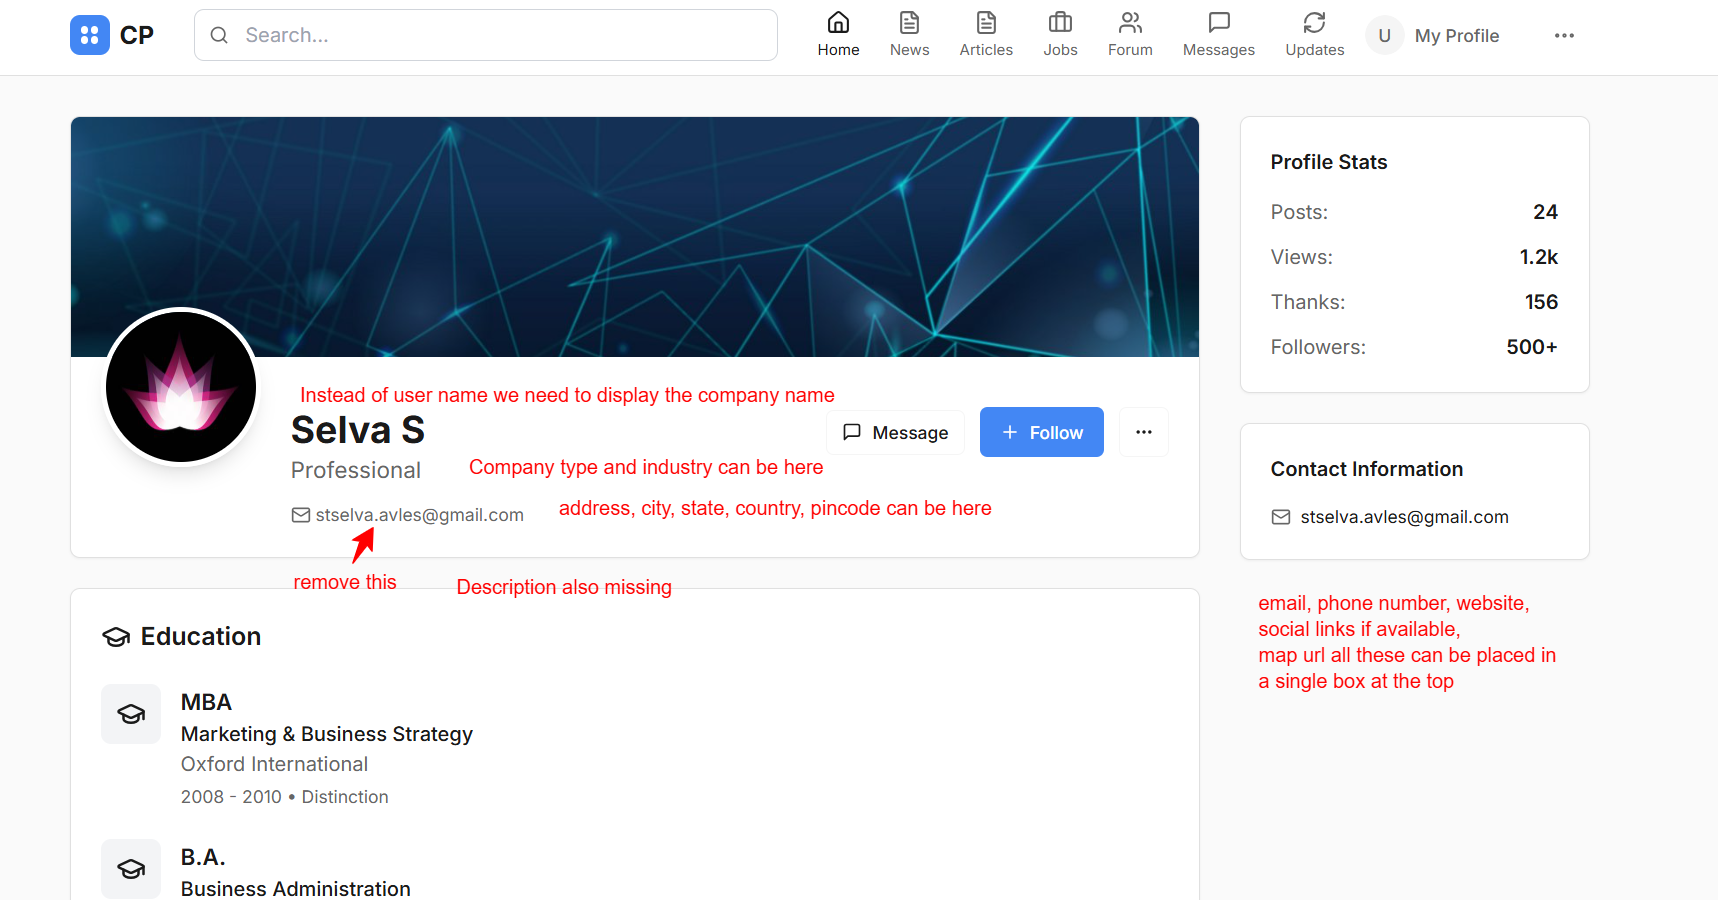 CP
Search...
Home
News
Articles
Jobs
Forum
Messages
Updates
U
My Profile
Instead of user name we need to display the company name
Selva S
Message
Follow
Professional
Company type and industry can be here
stselva.avles@gmail.com
address, city, state, country, pincode can be here
remove this
Description also missing
Education
MBA
Marketing & Business Strategy
Oxford International
2008 - 2010 • Distinction
B.A.
Business Administration
Profile Stats
Posts: 24
Views: 1.2k
Thanks: 156
Followers: 500+
Contact Information
stselva.avles@gmail.com
email, phone number, website,
social links if available,
map url all these can be placed in
a single box at the top